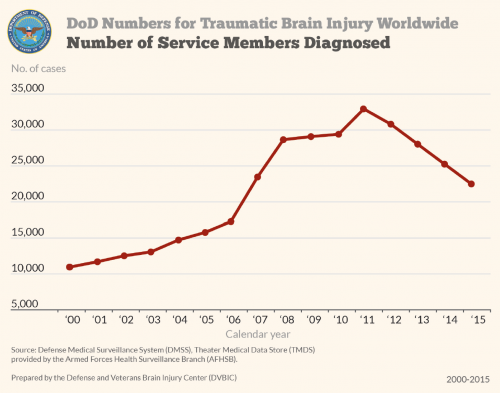 DoD Numbers for Traumatic Brain Injury Worldwide
Number of Service Members Diagnosed
No. of cases
35,000
30,000
25,000
20,000
15,000
10,000
5,000
'00 '01 '02 '03 '04 '05 '06 '07 '08 '09 '10 '11 '12 '13 '14 '15
Calendar year
Source: Defense Medical Surveillance System (DMSS), Theater Medical Data Store (TMDS)
provided by the Armed Forces Health Surveillance Branch (AFHSB).
Prepared by the Defense and Veterans Brain Injury Center (DVBIC)
2000-2015